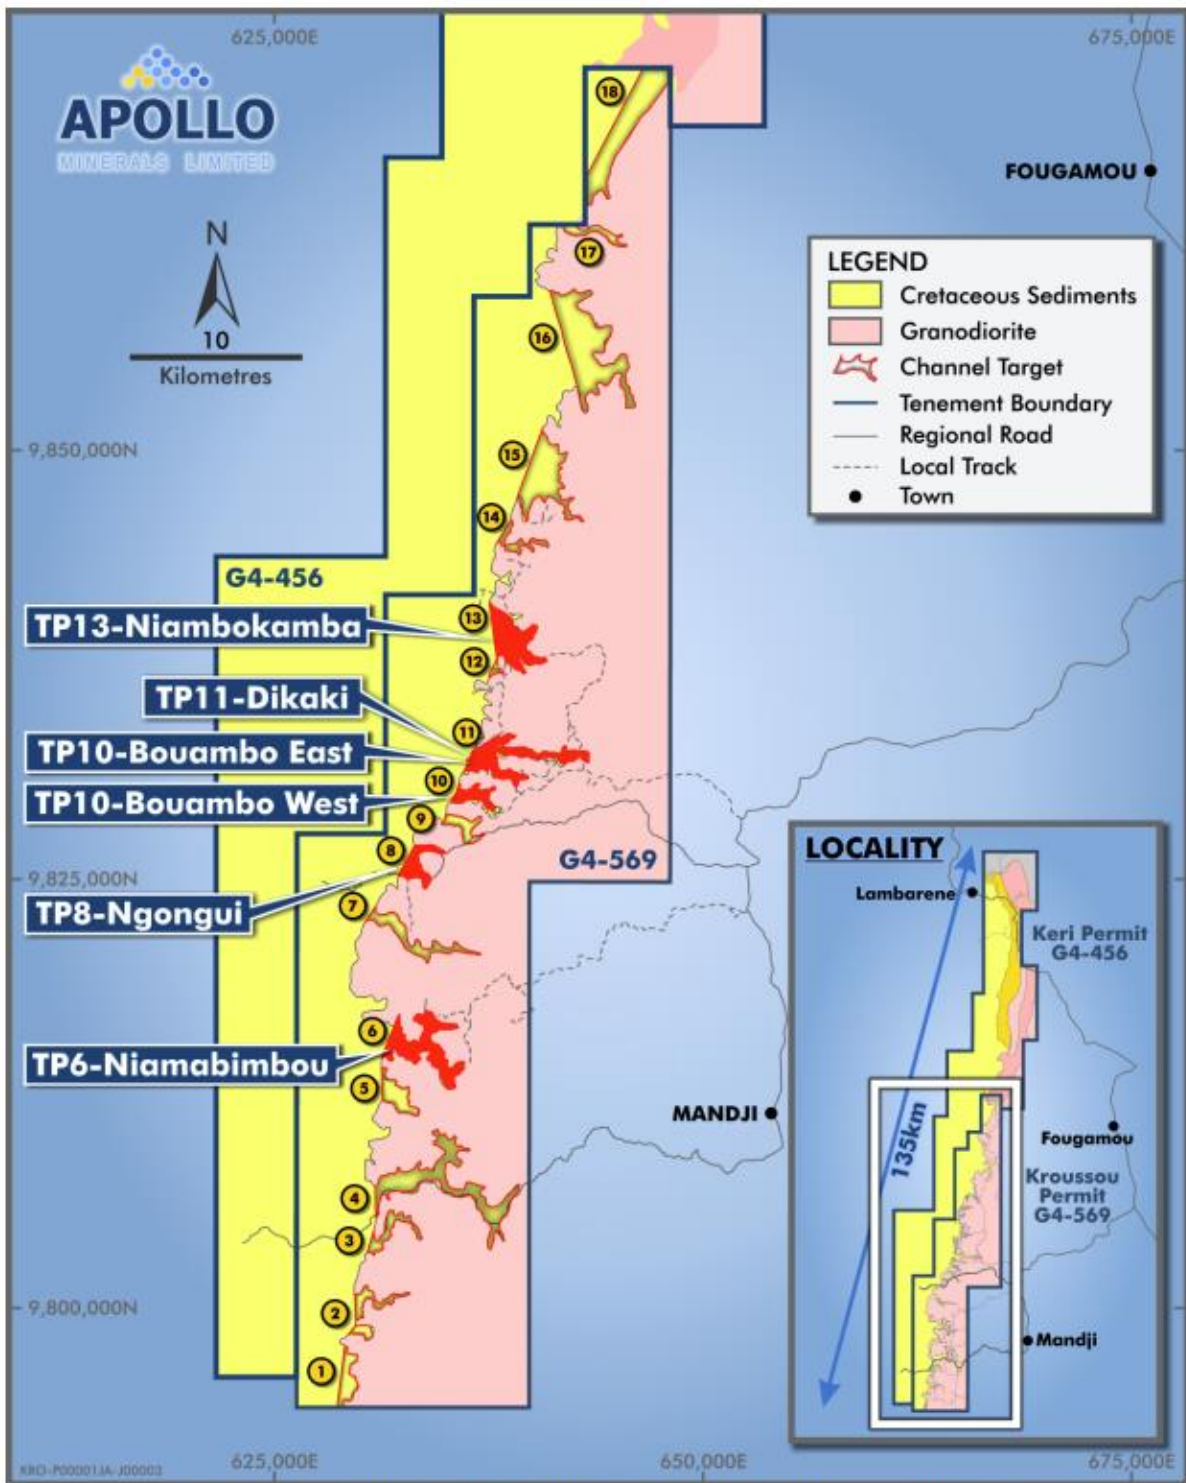 625,000E
675,000E
APOLLO
MINERALS LIMITED
N
10
Kilometres
FOUGAMOU
LEGEND
Cretaceous Sediments
Granodiorite
Channel Target
Tenement Boundary
Regional Road
Local Track
Town
18
17
16
9,850,000N
15
14
G4-456
13
TP13-Niambokamba
12
TP11-Dikaki
11
TP10-Bouambo East
10
TP10-Bouambo West
9
8
G4-569
9,825,000N
7
TP8-Ngongui
6
TP6-Niamabimbou
5
MANDJI
4
3
9,800,000N
2
1
LOCALITY
Lambarene
Keri Permit
G4-456
135km
Fougamou
Kroussou
Permit
G4-569
Mandji
KRO-P00001JA-J00003
625,000E
650,000E
675,000E